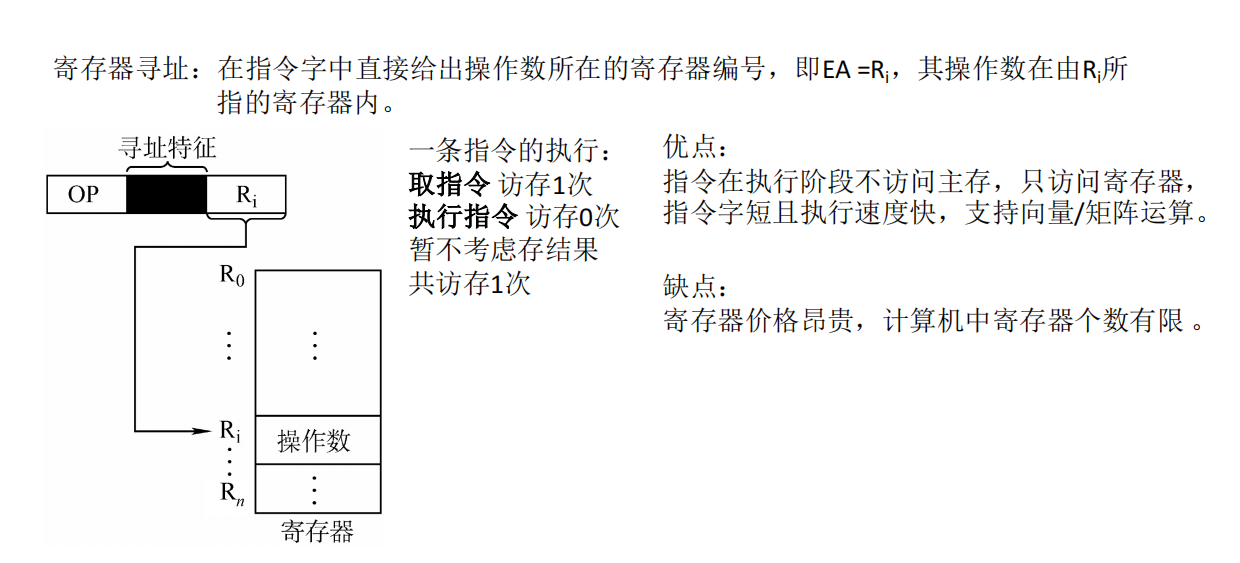 寄存器寻址：在指令字中直接给出操作数所在的寄存器编号，即EA =Ri，其操作数在由Ri所
指的寄存器内。
寻址特征
OP
Ri
R0
⋮
⋮
Ri
操作数
⋮
⋮
Rn
寄存器
一条指令的执行：
取指令 访存1次
执行指令 访存0次
暂不考虑存结果
共访存1次
优点：
指令在执行阶段不访问主存，只访问寄存器，
指令字短且执行速度快，支持向量/矩阵运算。
缺点：
寄存器价格昂贵，计算机中寄存器个数有限 。